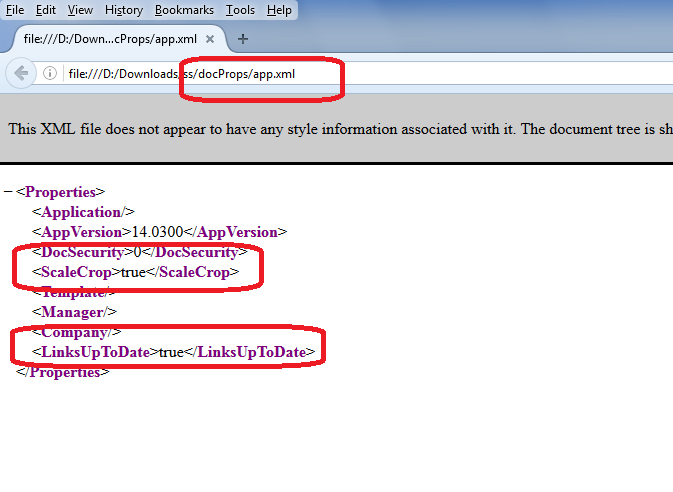 File Edit View History Bookmarks Tools Help
file:///D:/Down...cProps/app.xml × +
file:///D:/Downloads/ss/docProps/app.xml
This XML file does not appear to have any style information associated with it. The document tree is sh
−<Properties>
<Application/>
<AppVersion>14.0300</AppVersion>
<DocSecurity>0</DocSecurity>
<ScaleCrop>true</ScaleCrop>
<Template/>
<Manager/>
<Company/>
<LinksUpToDate>true</LinksUpToDate>
</Properties>